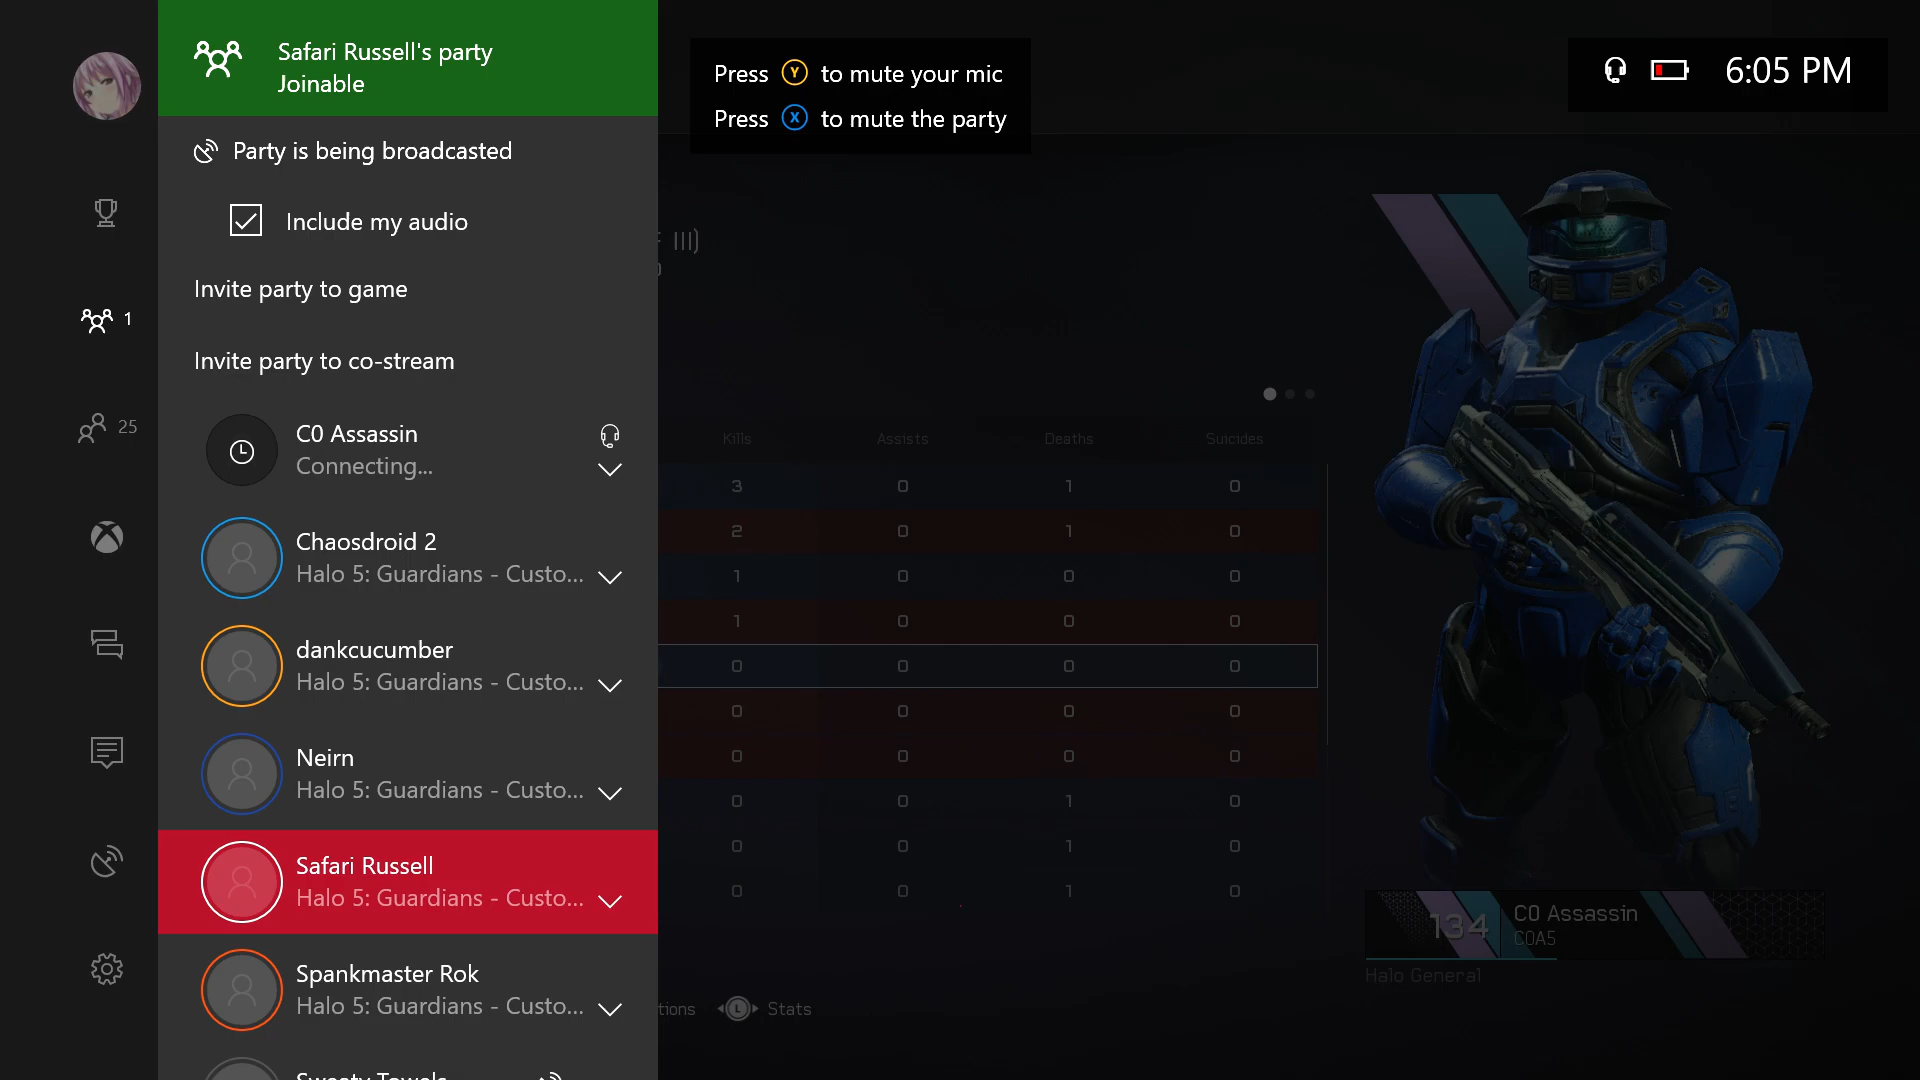 Safari Russell's party
Joinable
Party is being broadcasted
Include my audio
Invite party to game
Invite party to co-stream
1
25
C0 Assassin
Connecting...
Chaosdroid 2
Halo 5: Guardians - Custo...
dankcucumber
Halo 5: Guardians - Custo...
Neirn
Halo 5: Guardians - Custo...
Safari Russell
Halo 5: Guardians - Custo...
Spankmaster Rok
Halo 5: Guardians - Custo...
Sweaty Towels
Press Y to mute your mic
Press X to mute the party
6:05 PM
Kills Assists Deaths Suicides
3 0 1 0
2 0 1 0
1 0 0 0
1 0 0 0
0 0 0 0
0 0 0 0
0 0 0 0
0 0 1 0
0 0 1 0
0 0 1 0
tions L Stats
134 C0 Assassin
C0A5
Halo General